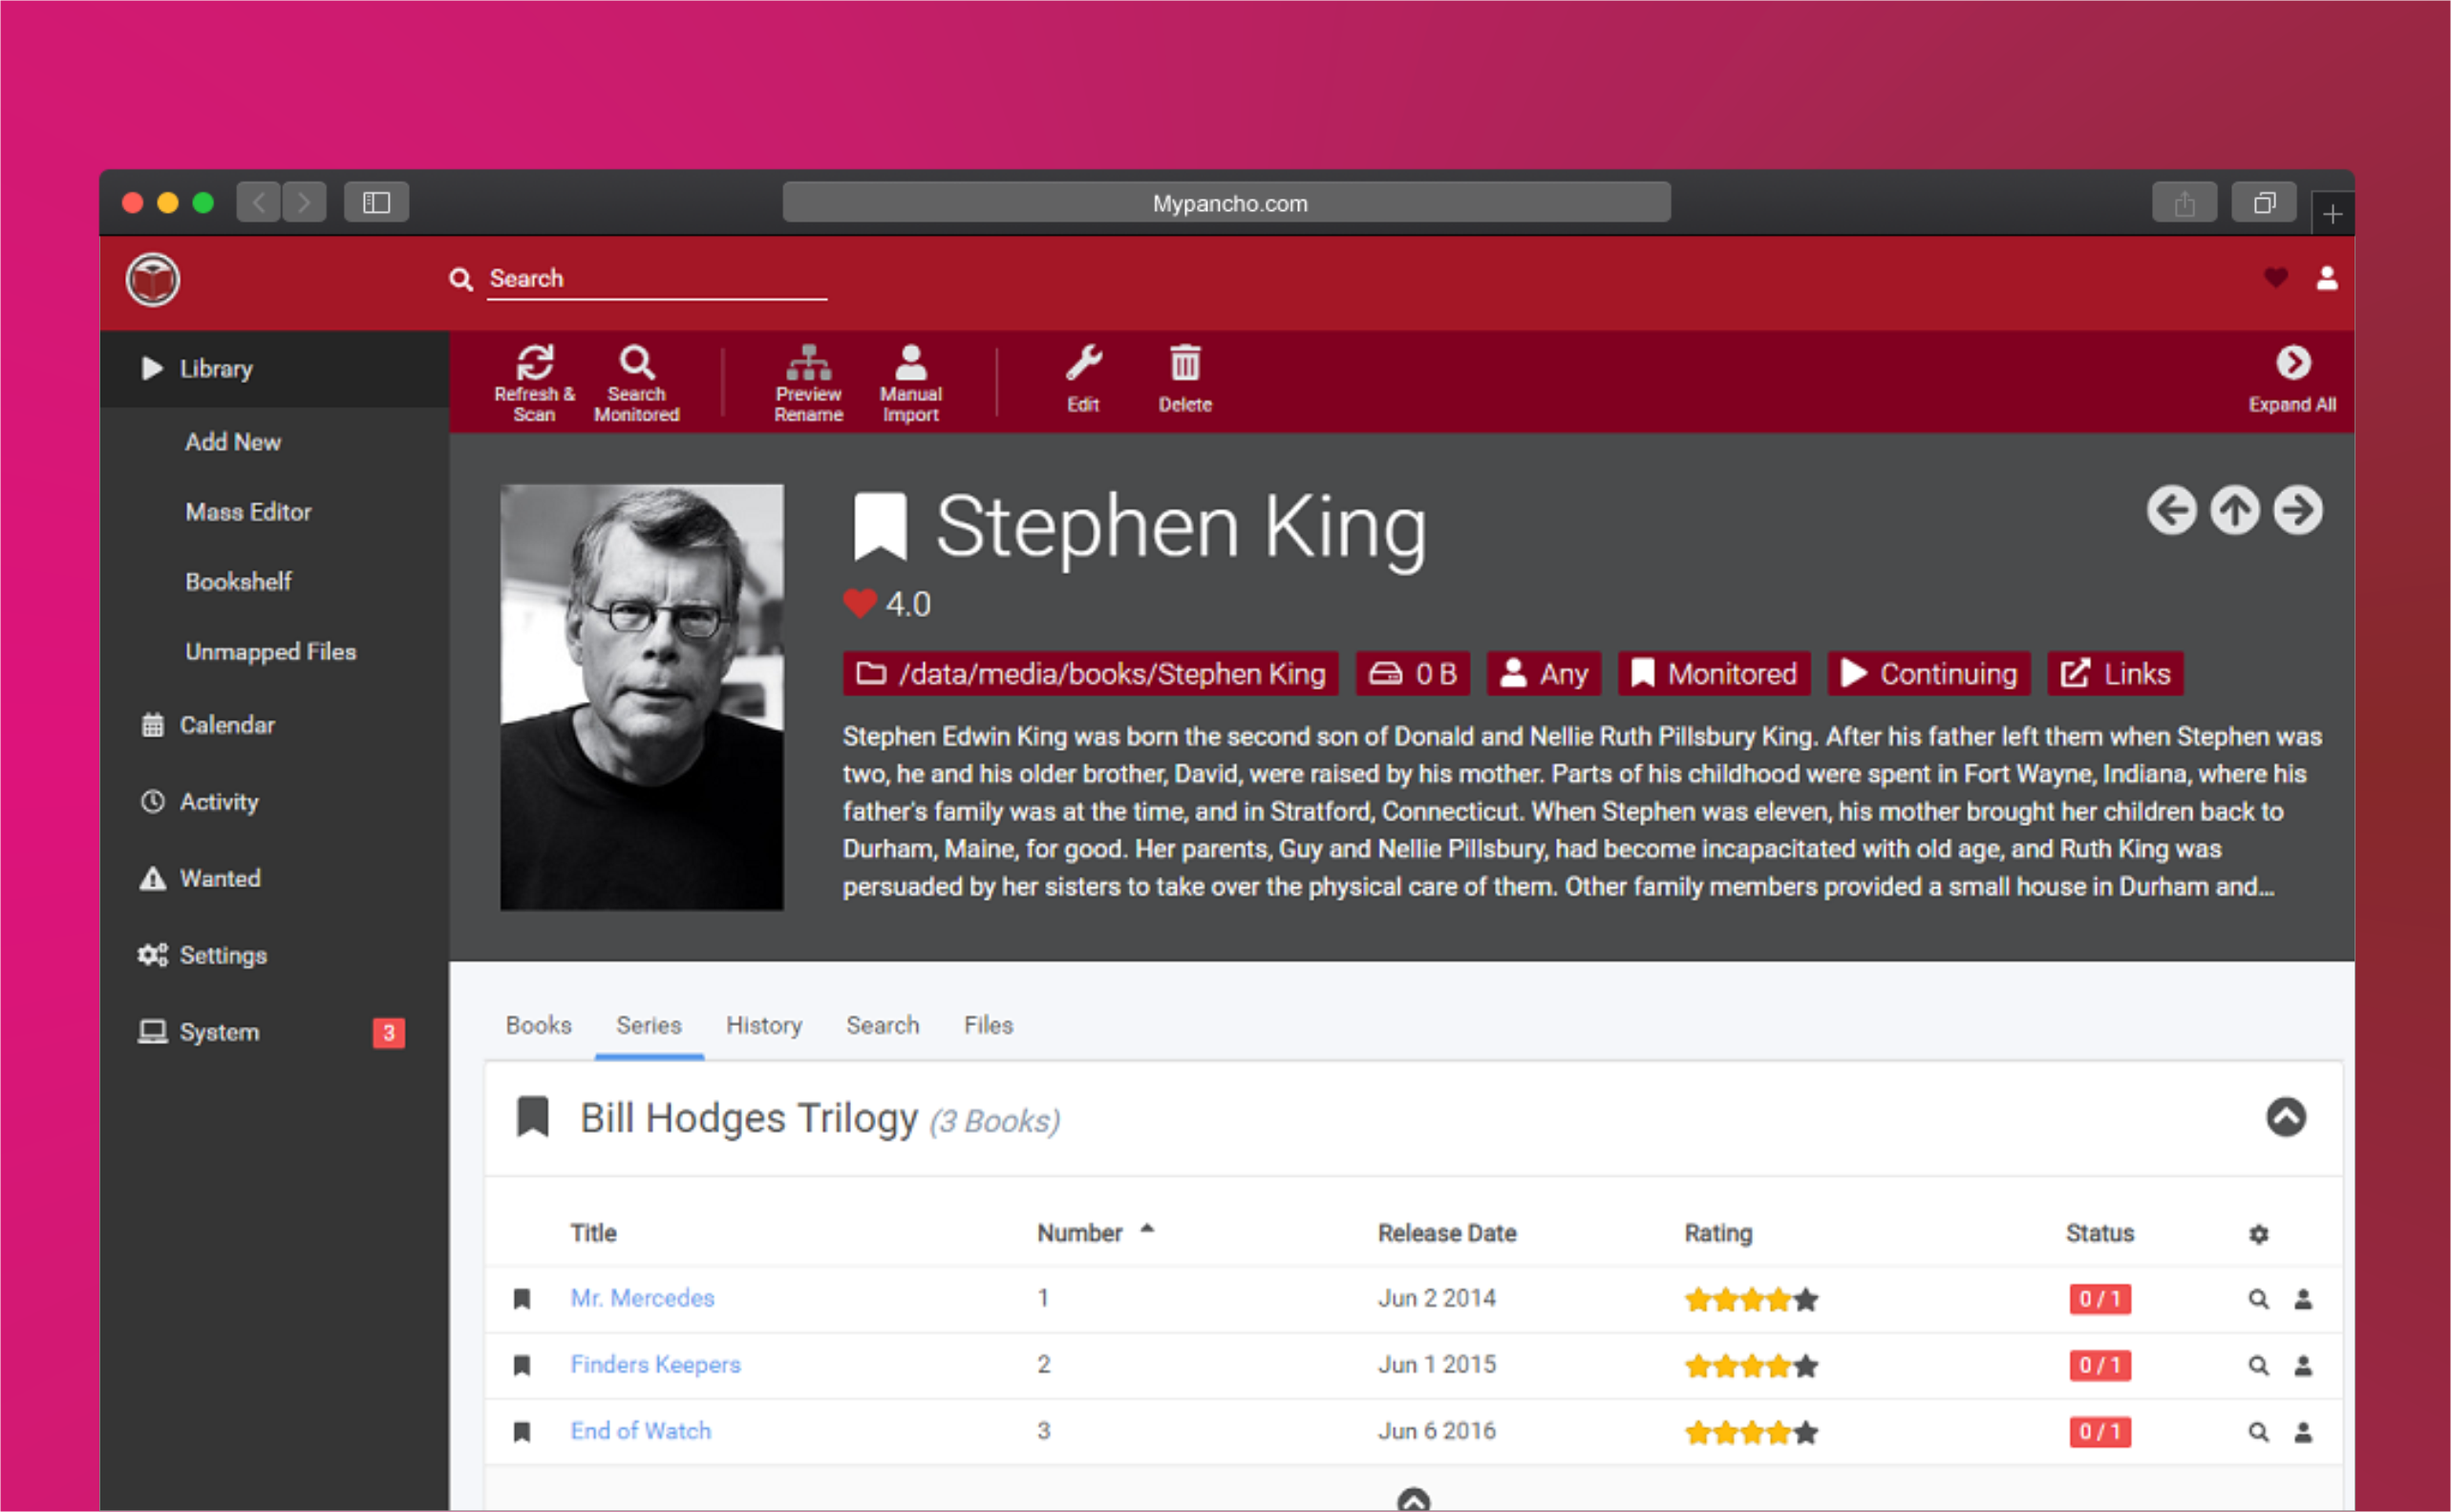 Mypancho.com
Search
Library
Add New
Mass Editor
Bookshelf
Unmapped Files
Calendar
Activity
Wanted
Settings
System 3
Refresh & Scan
Search Monitored
Preview Rename
Manual Import
Edit
Delete
Expand All
Stephen King
4.0
/data/media/books/Stephen King 0 B Any Monitored Continuing Links
Stephen Edwin King was born the second son of Donald and Nellie Ruth Pillsbury King. After his father left them when Stephen was
two, he and his older brother, David, were raised by his mother. Parts of his childhood were spent in Fort Wayne, Indiana, where his
father's family was at the time, and in Stratford, Connecticut. When Stephen was eleven, his mother brought her children back to
Durham, Maine, for good. Her parents, Guy and Nellie Pillsbury, had become incapacitated with old age, and Ruth King was
persuaded by her sisters to take over the physical care of them. Other family members provided a small house in Durham and...
Books Series History Search Files
Bill Hodges Trilogy (3 Books)
Title Number Release Date Rating Status
Mr. Mercedes 1 Jun 2 2014 0 / 1
Finders Keepers 2 Jun 1 2015 0 / 1
End of Watch 3 Jun 6 2016 0 / 1